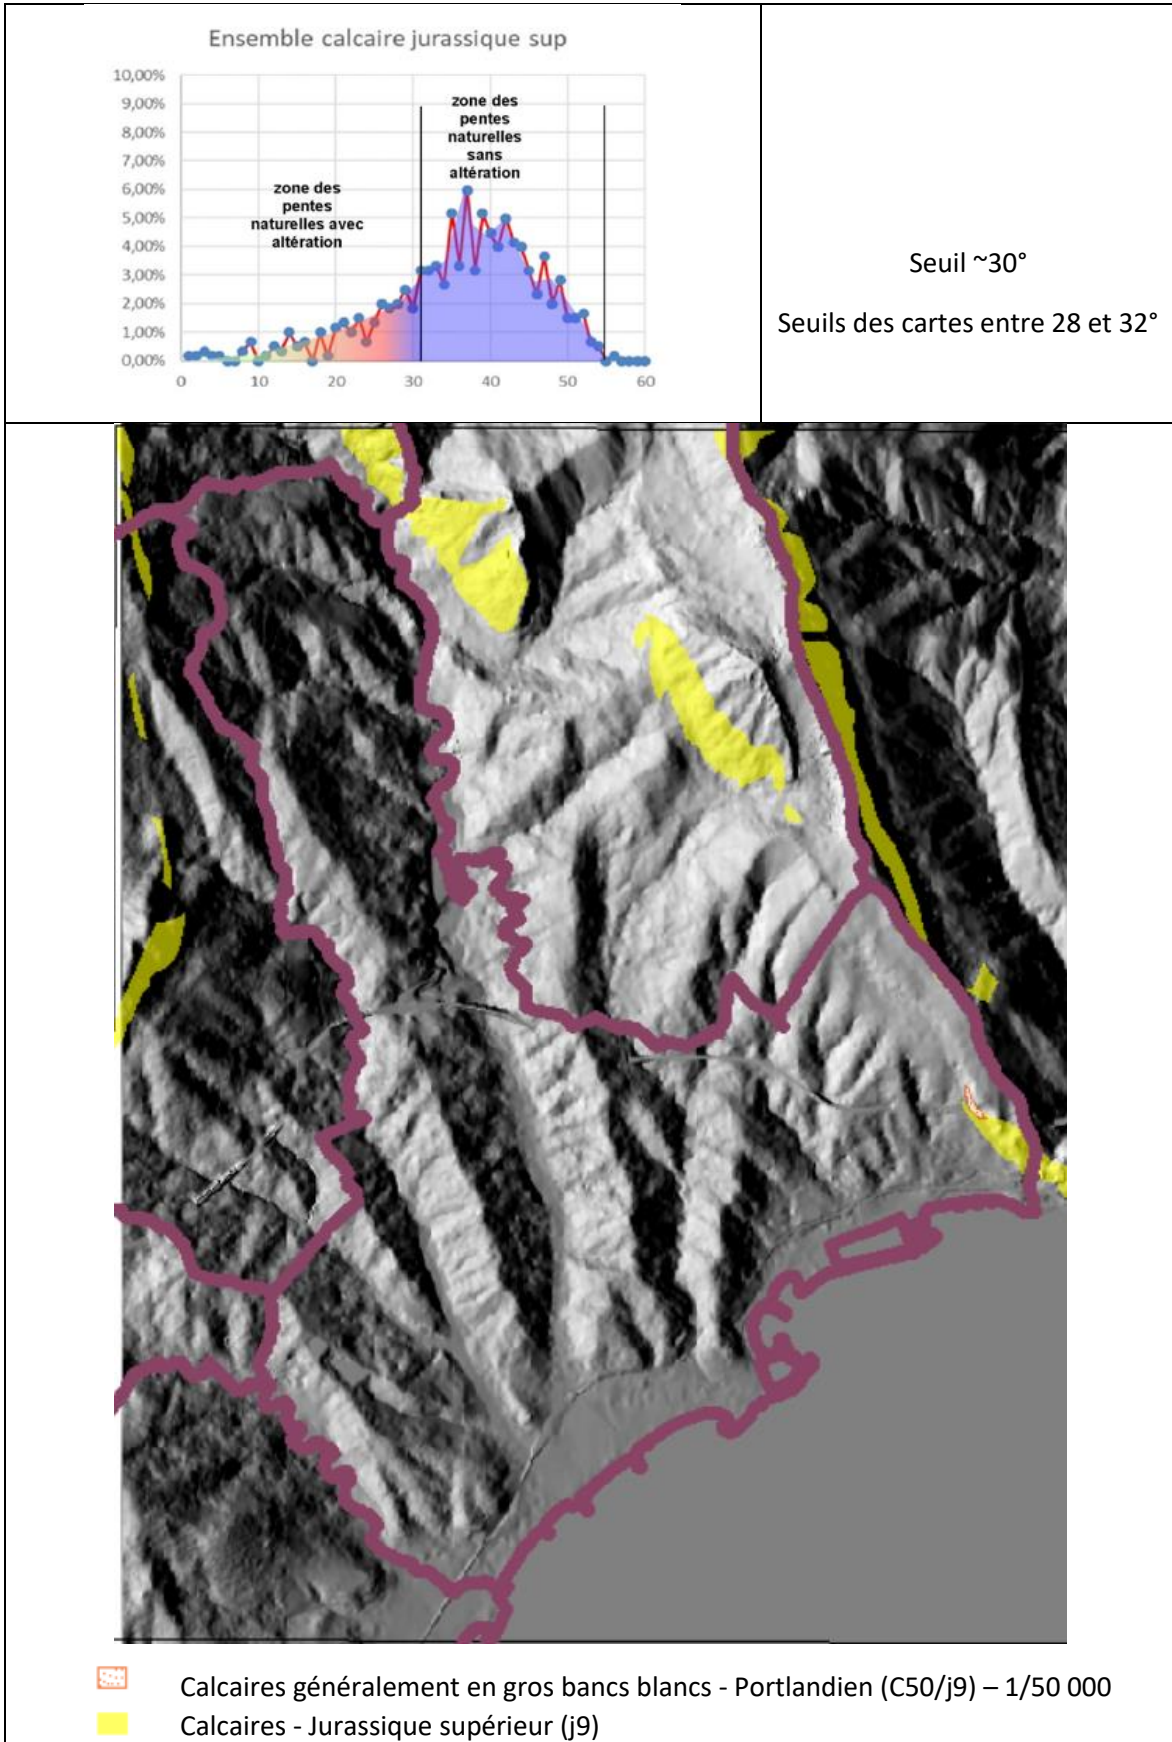 Ensemble calcaire jurassique sup
10,00%
9,00%
8,00%
7,00%
6,00%
5,00%
4,00%
3,00%
2,00%
1,00%
0,00%
zone des
pentes
naturelles avec
altération
zone des
pentes
naturelles
sans
altération
0 10 20 30 40 50 60
Seuil ~30°
Seuils des cartes entre 28 et 32°
Calcaires généralement en gros bancs blancs - Portlandien (C50/j9) – 1/50 000
Calcaires - Jurassique supérieur (j9)